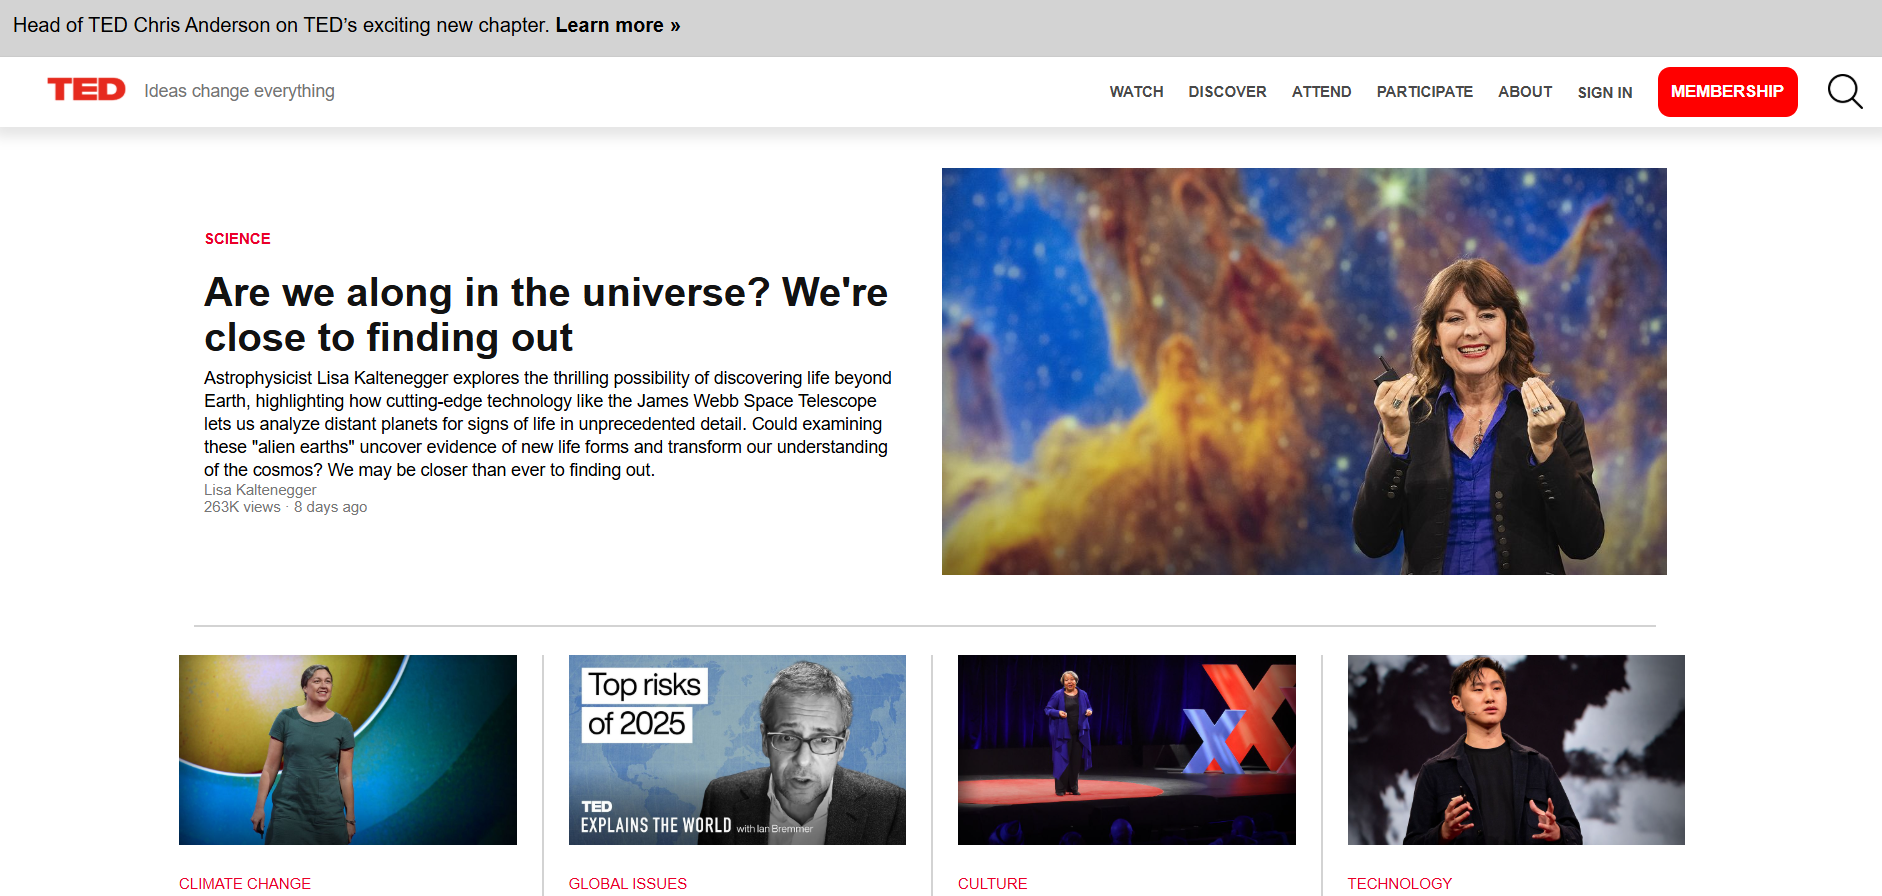 Head of TED Chris Anderson on TED’s exciting new chapter. Learn more »
TED Ideas change everything
WATCH DISCOVER ATTEND PARTICIPATE ABOUT SIGN IN MEMBERSHIP
SCIENCE
Are we along in the universe? We're
close to finding out
Astrophysicist Lisa Kaltenegger explores the thrilling possibility of discovering life beyond
Earth, highlighting how cutting-edge technology like the James Webb Space Telescope
lets us analyze distant planets for signs of life in unprecedented detail. Could examining
these "alien earths" uncover evidence of new life forms and transform our understanding
of the cosmos? We may be closer than ever to finding out.
Lisa Kaltenegger
263K views · 8 days ago
Top risks
of 2025
TED
EXPLAINS THE WORLD with Ian Bremmer
X X
CLIMATE CHANGE
GLOBAL ISSUES
CULTURE
TECHNOLOGY